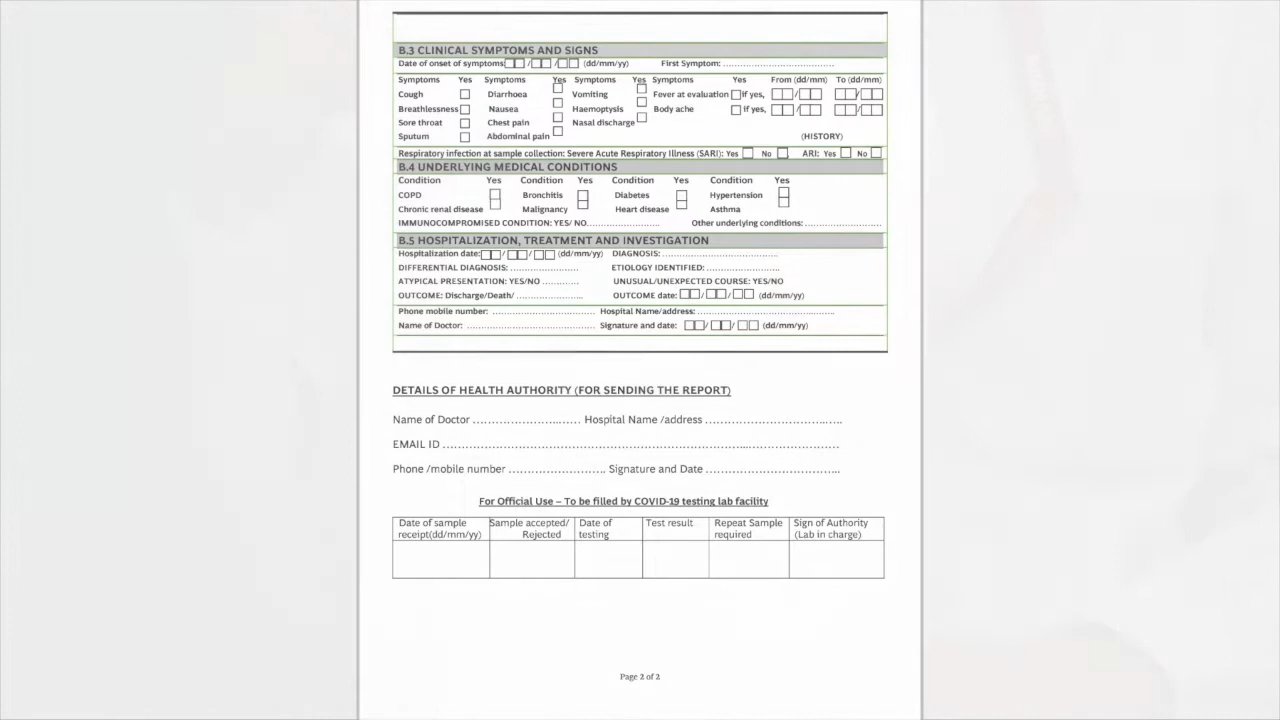 B.3 CLINICAL SYMPTOMS AND SIGNS
Date of onset of symptoms: / / (dd/mm/yy) First Symptom: ........................................
Symptoms Yes Symptoms Yes Symptoms Yes Symptoms Yes From (dd/mm) To (dd/mm)
Cough Diarrhoea Vomiting Fever at evaluation If yes, / /
Breathlessness Nausea Haemoptysis Body ache If yes, / /
Sore throat Chest pain Nasal discharge
Sputum Abdominal pain (HISTORY)
Respiratory infection at sample collection: Severe Acute Respiratory Illness (SARI): Yes No ARI: Yes No
B.4 UNDERLYING MEDICAL CONDITIONS
Condition Yes Condition Yes Condition Yes Condition Yes
COPD Bronchitis Diabetes Hypertension
Chronic renal disease Malignancy Heart disease Asthma
IMMUNOCOMPROMISED CONDITION: YES/ NO.......................... Other underlying conditions: ...........................
B.5 HOSPITALIZATION, TREATMENT AND INVESTIGATION
Hospitalization date: / / (dd/mm/yy) DIAGNOSIS: ........................................
DIFFERENTIAL DIAGNOSIS: ........................ ETIOLOGY IDENTIFIED: .........................
ATYPICAL PRESENTATION: YES/NO ............. UNUSUAL/UNEXPECTED COURSE: YES/NO
OUTCOME: Discharge/Death/ ........................ OUTCOME date: / / (dd/mm/yy)
Phone mobile number: .................................... Hospital Name/address: ................................................
Name of Doctor: ............................................. Signature and date: / / (dd/mm/yy)
DETAILS OF HEALTH AUTHORITY (FOR SENDING THE REPORT)
Name of Doctor ............................ Hospital Name /address .....................................
EMAIL ID ................................................................................................
Phone /mobile number .......................... Signature and Date ....................................
For Official Use – To be filled by COVID-19 testing lab facility
Date of sample Sample accepted/ Date of Test result Repeat Sample Sign of Authority
receipt(dd/mm/yy) Rejected testing required (Lab in charge)
Page 2 of 2